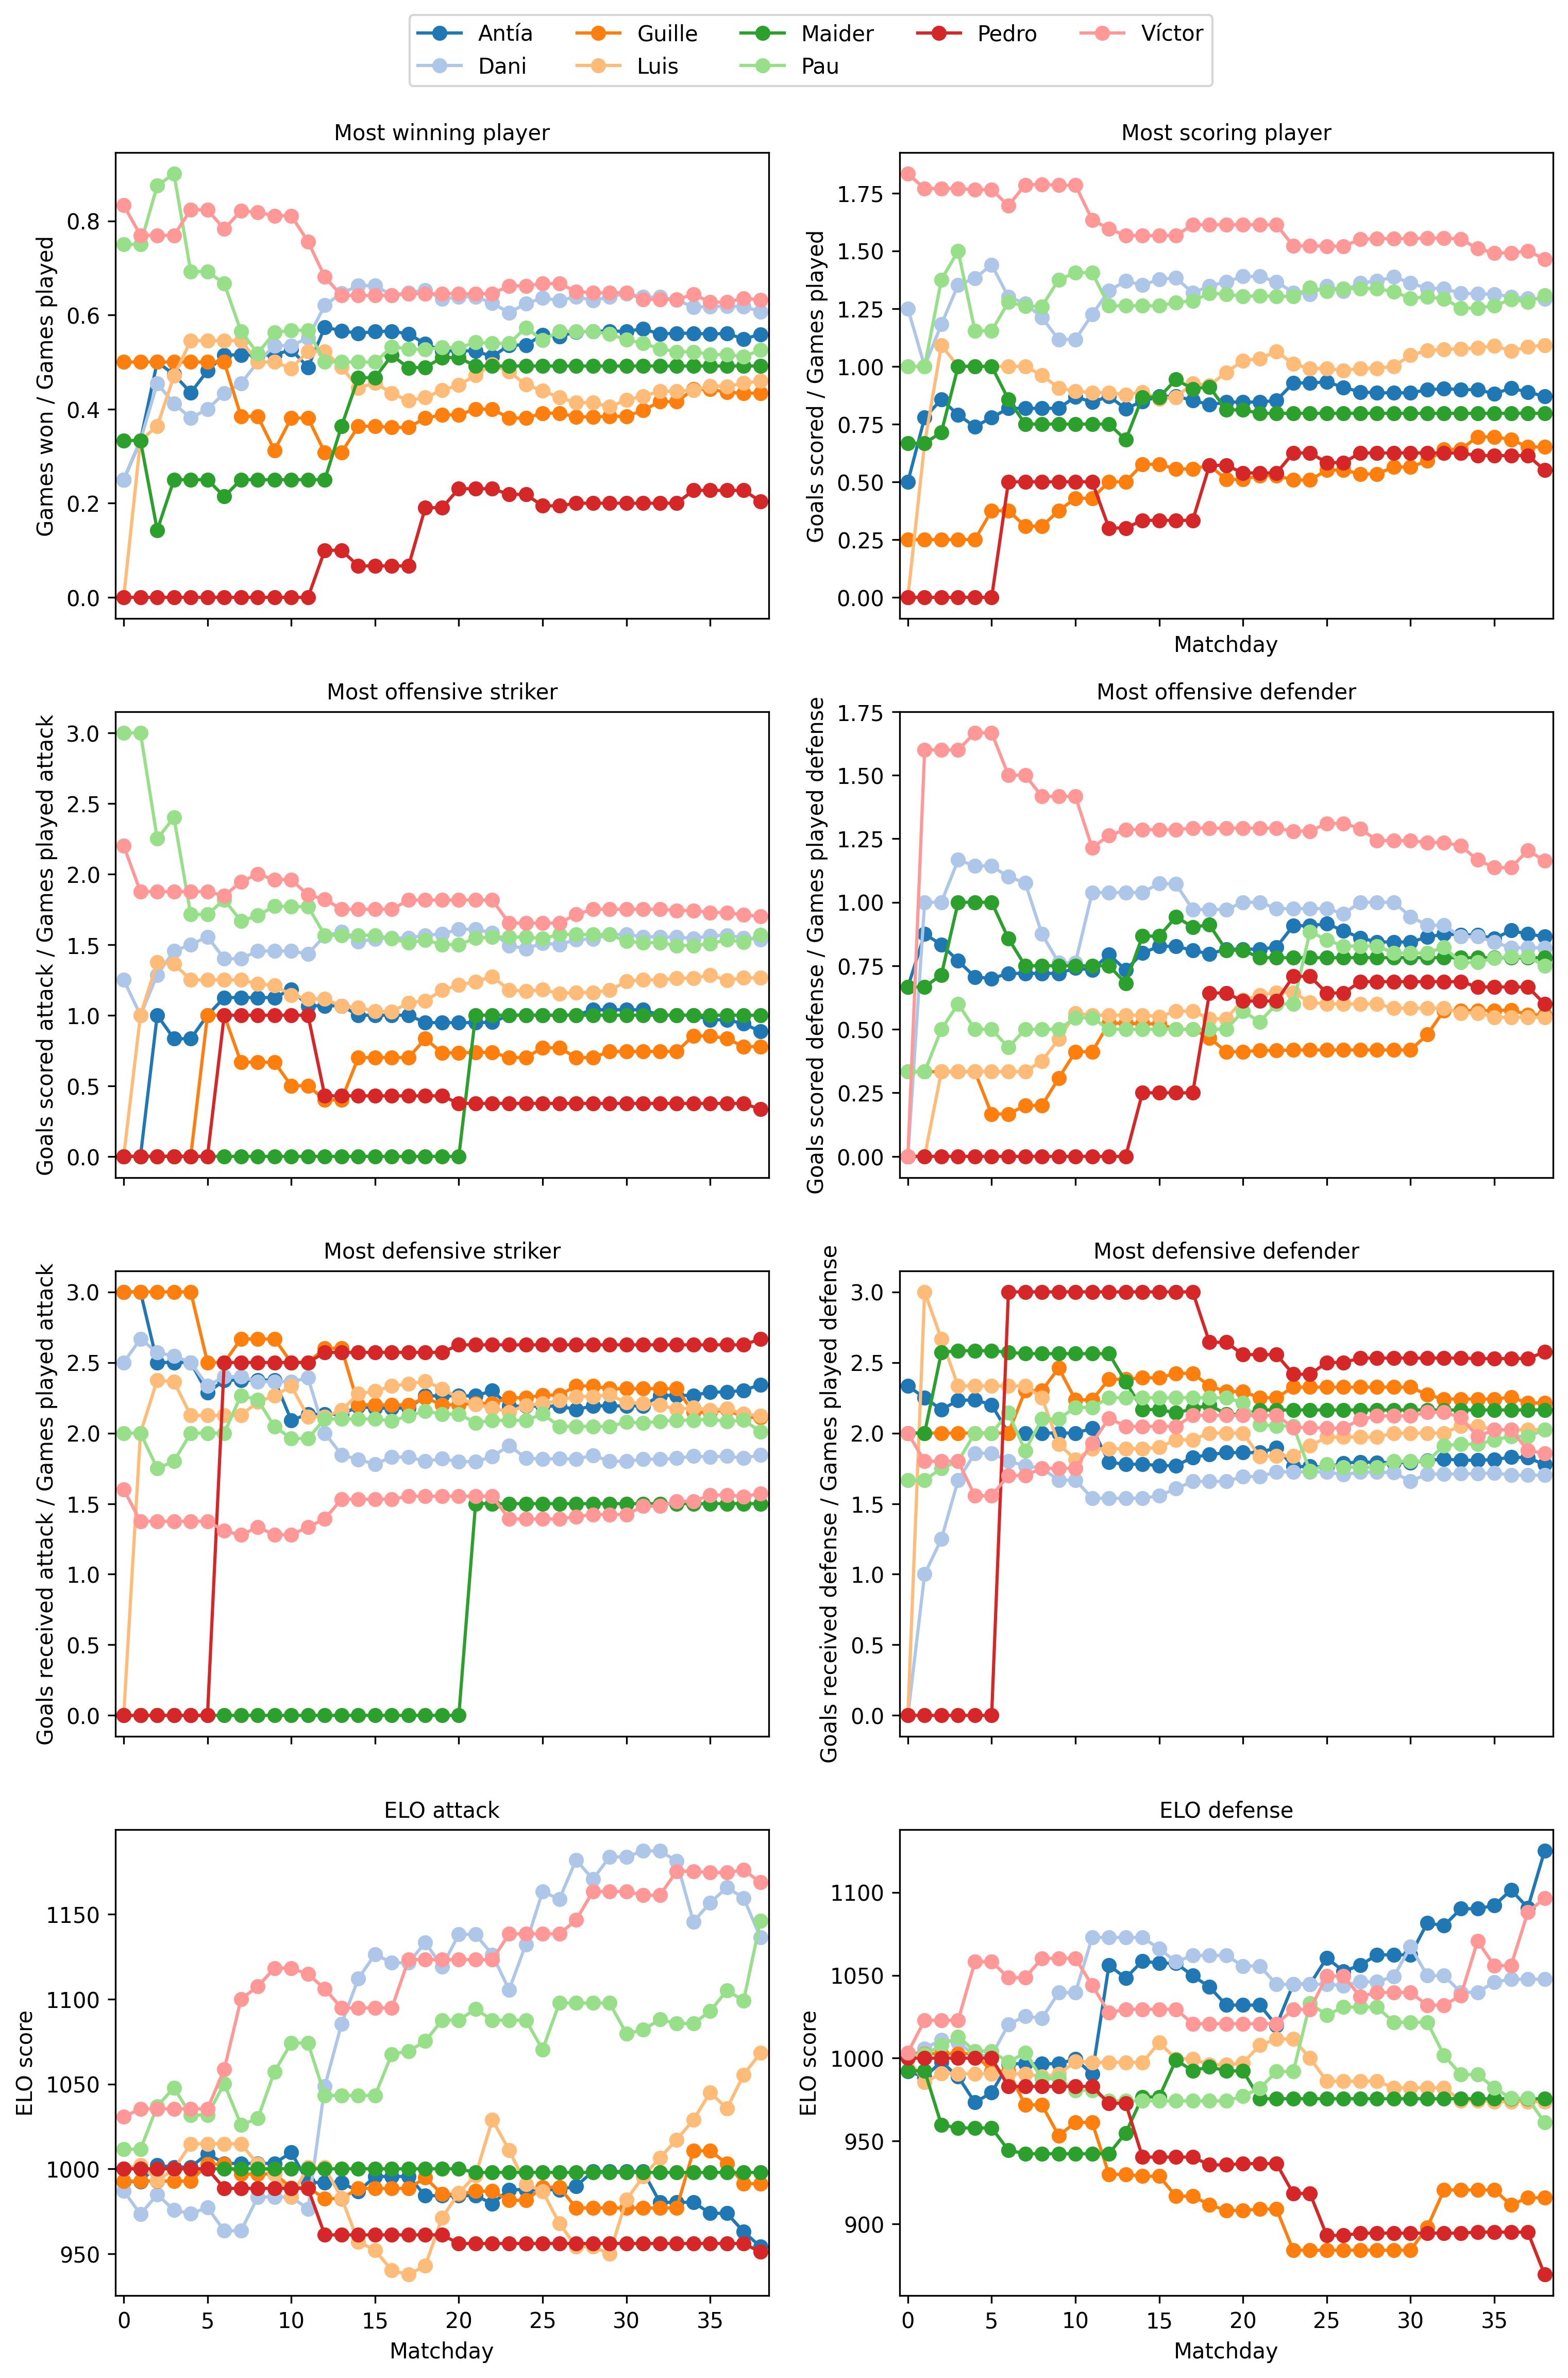 Antía Guille Maider Pedro Víctor
Dani Luis Pau
Most winning player
Games won / Games played
0.8
0.6
0.4
0.2
0.0
Most scoring player
Goals scored / Games played
1.75
1.50
1.25
1.00
0.75
0.50
0.25
0.00
Matchday
Most offensive striker
Goals scored attack / Games played attack
3.0
2.5
2.0
1.5
1.0
0.5
0.0
Most offensive defender
Goals scored defense / Games played defense
1.75
1.50
1.25
1.00
0.75
0.50
0.25
0.00
Most defensive striker
Goals received attack / Games played attack
3.0
2.5
2.0
1.5
1.0
0.5
0.0
Most defensive defender
Goals received defense / Games played defense
3.0
2.5
2.0
1.5
1.0
0.5
0.0
ELO attack
ELO score
1150
1100
1050
1000
950
0 5 10 15 20 25 30 35
Matchday
ELO defense
ELO score
1100
1050
1000
950
900
0 5 10 15 20 25 30 35
Matchday